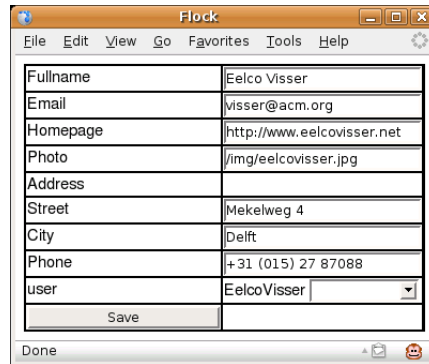 Flock
File Edit View Go Favorites Tools Help
Fullname Eelco Visser
Email visser@acm.org
Homepage http://www.eelcovisser.net
Photo /img/eelcovisser.jpg
Address
Street Mekelweg 4
City Delft
Phone +31 (015) 27 87088
user EelcoVisser
Save
Done